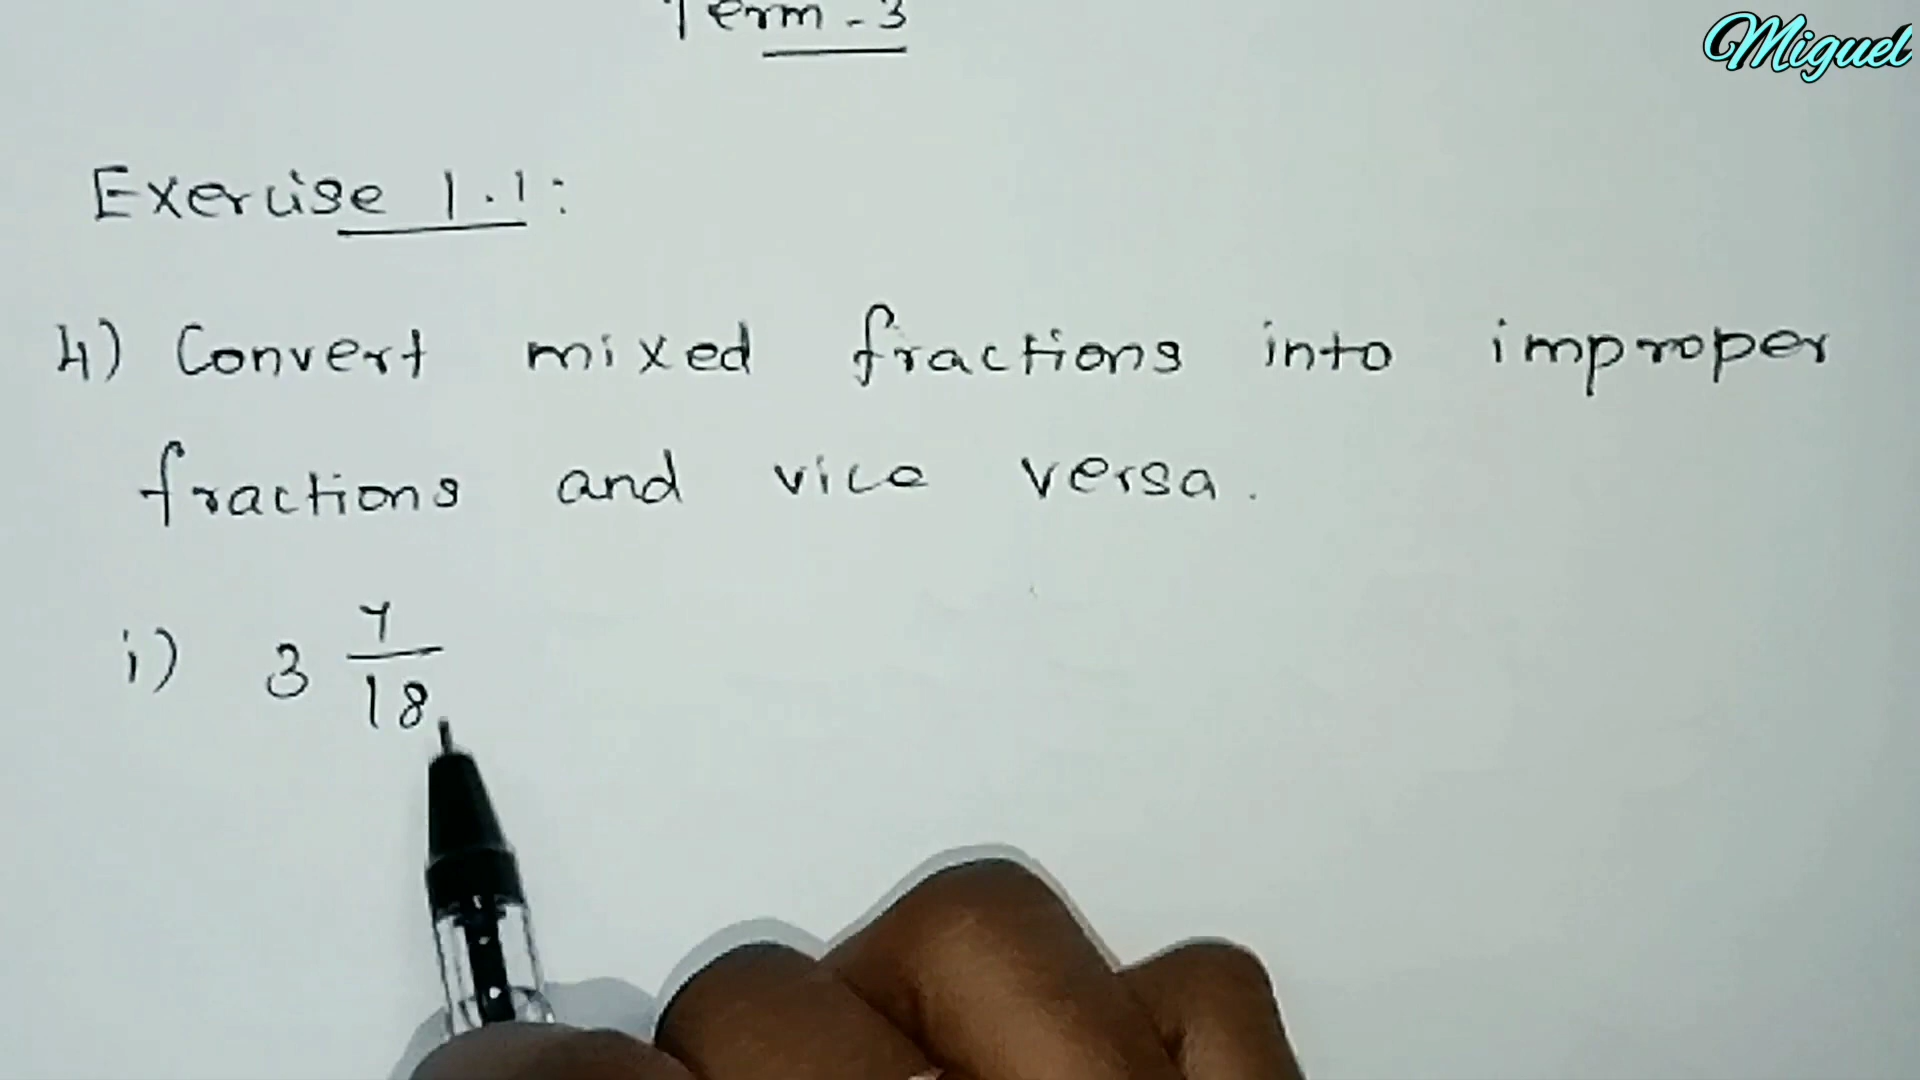 Term - 3
Miguel
Exercise 1.1:
4) Convert mixed fractions into improper
fractions and vice versa.
i) 3 7/18